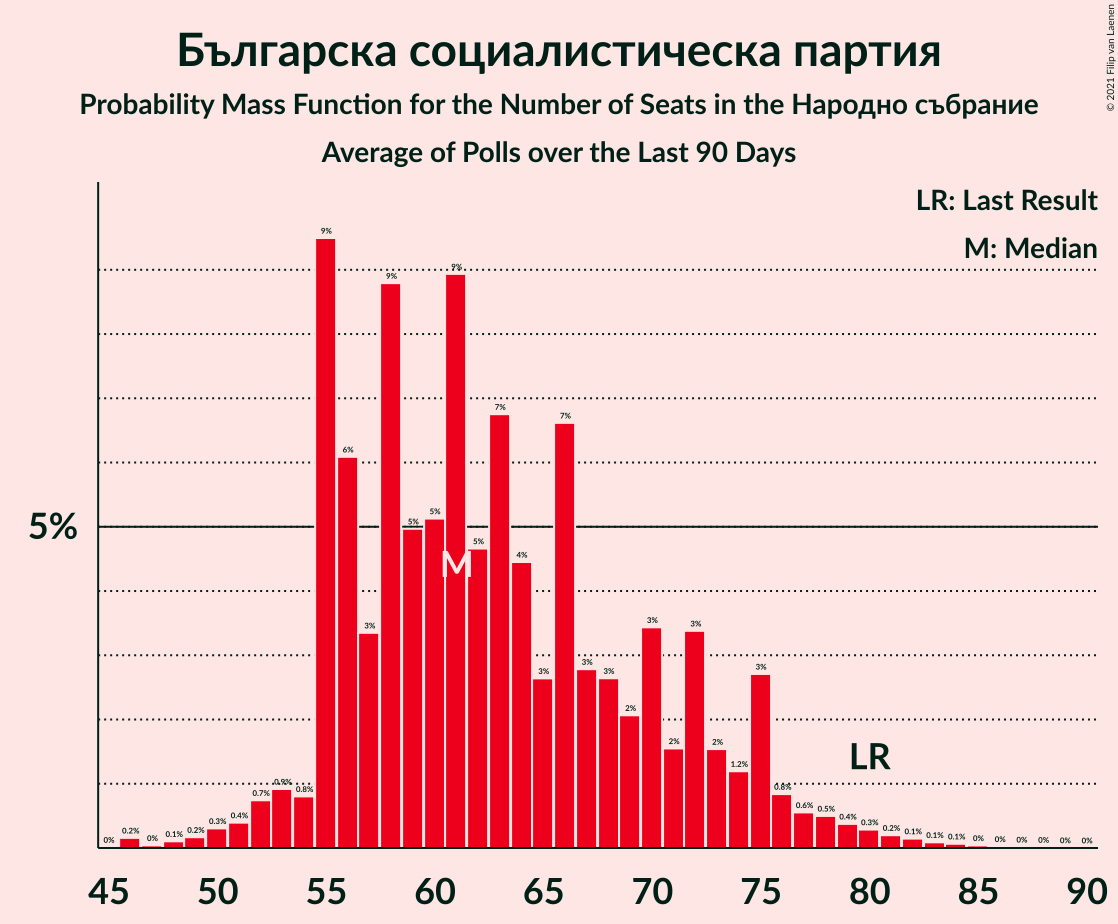 Българска социалистическа партия
Probability Mass Function for the Number of Seats in the Народно събрание
Average of Polls over the Last 90 Days
© 2021 Filip van Laenen
LR: Last Result
M: Median
5%
0% 0.2% 0% 0.1% 0.2% 0.3% 0.4% 0.7% 0.9% 0.8% 9% 6% 3% 9% 5% 5% 9% 5% 7% 4% 3% 7% 3% 3% 2% 3% 2% 3% 2% 1.2% 3% 0.8% 0.6% 0.5% 0.4% 0.3% 0.2% 0.1% 0.1% 0.1% 0% 0% 0% 0% 0% 0%
M
LR
45 50 55 60 65 70 75 80 85 90